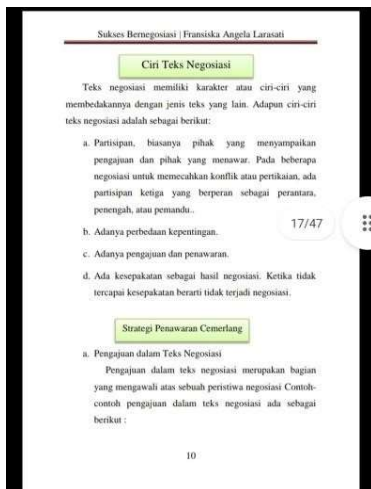 Sukses Bernegosiasi | Fransiska Angela Larasati
Ciri Teks Negosiasi
Teks negosiasi memiliki karakter atau ciri-ciri yang
membedakannya dengan jenis teks yang lain. Adapun ciri-ciri
teks negosiasi adalah sebagai berikut:
a. Partisipan, biasanya pihak yang menyampaikan
pengajuan dan pihak yang menawar. Pada beberapa
negosiasi untuk memecahkan konflik atau pertikaian, ada
partisipan ketiga yang berperan sebagai perantara,
penengah, atau pemandu..
17/47
b. Adanya perbedaan kepentingan.
c. Adanya pengajuan dan penawaran.
d. Ada kesepakatan sebagai hasil negosiasi. Ketika tidak
tercapai kesepakatan berarti tidak terjadi negosiasi.
Strategi Penawaran Cemerlang
a. Pengajuan dalam Teks Negosiasi
Pengajuan dalam teks negosiasi merupakan bagian
yang mengawali atas sebuah peristiwa negosiasi Contoh-
contoh pengajuan dalam teks negosiasi ada sebagai
berikut :
10